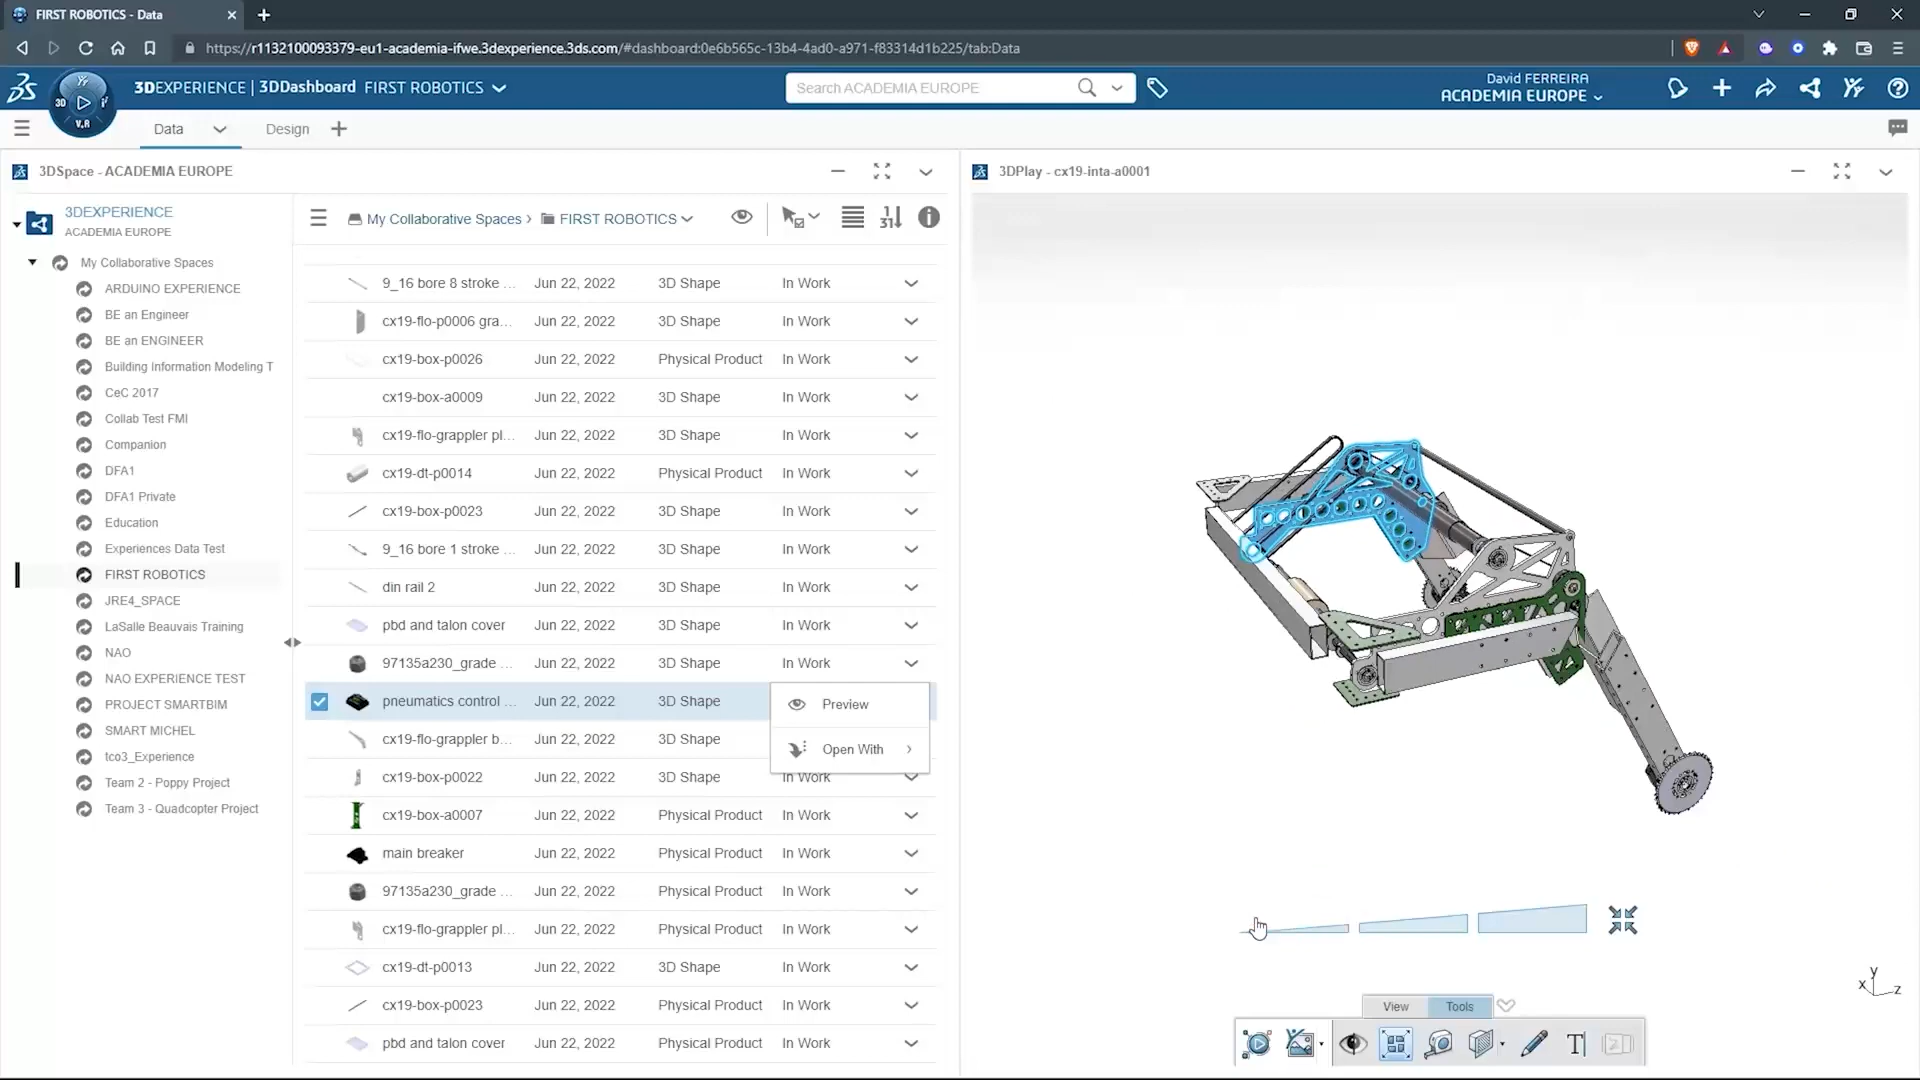 FIRST ROBOTICS - Data
https://r1132100093379-eu1-academia-ifwe.3dexperience.3ds.com/#dashboard:0e6b565c-13b4-4ad0-a971-f83314d1b225/tab:Data
3D
V.R
3DEXPERIENCE | 3DDashboard FIRST ROBOTICS
Search ACADEMIA EUROPE
David FERREIRA
ACADEMIA EUROPE
Data
Design
3DSpace - ACADEMIA EUROPE
3DPlay - cx19-inta-a0001
3DEXPERIENCE
ACADEMIA EUROPE
My Collaborative Spaces
ARDUINO EXPERIENCE
BE an Engineer
BE an ENGINEER
Building Information Modeling T
CeC 2017
Collab Test FMI
Companion
DFA1
DFA1 Private
Education
Experiences Data Test
FIRST ROBOTICS
JRE4_SPACE
LaSalle Beauvais Training
NAO
NAO EXPERIENCE TEST
PROJECT SMARTBIM
SMART MICHEL
tco3_Experience
Team 2 - Poppy Project
Team 3 - Quadcopter Project
My Collaborative Spaces › FIRST ROBOTICS
31
9_16 bore 8 stroke ... Jun 22, 2022 3D Shape In Work
cx19-flo-p0006 gra... Jun 22, 2022 3D Shape In Work
cx19-box-p0026 Jun 22, 2022 Physical Product In Work
cx19-box-a0009 Jun 22, 2022 3D Shape In Work
cx19-flo-grappler pl... Jun 22, 2022 3D Shape In Work
cx19-dt-p0014 Jun 22, 2022 Physical Product In Work
cx19-box-p0023 Jun 22, 2022 3D Shape In Work
9_16 bore 1 stroke ... Jun 22, 2022 3D Shape In Work
din rail 2 Jun 22, 2022 3D Shape In Work
pbd and talon cover Jun 22, 2022 3D Shape In Work
97135a230_grade ... Jun 22, 2022 3D Shape In Work
pneumatics control ... Jun 22, 2022 3D Shape
cx19-flo-grappler b... Jun 22, 2022 3D Shape
cx19-box-p0022 Jun 22, 2022 3D Shape In Work
cx19-box-a0007 Jun 22, 2022 Physical Product In Work
main breaker Jun 22, 2022 Physical Product In Work
97135a230_grade ... Jun 22, 2022 Physical Product In Work
cx19-flo-grappler pl... Jun 22, 2022 Physical Product In Work
cx19-dt-p0013 Jun 22, 2022 3D Shape In Work
cx19-box-p0023 Jun 22, 2022 Physical Product In Work
pbd and talon cover Jun 22, 2022 Physical Product In Work
Preview
Open With
y
x
z
View
Tools
T